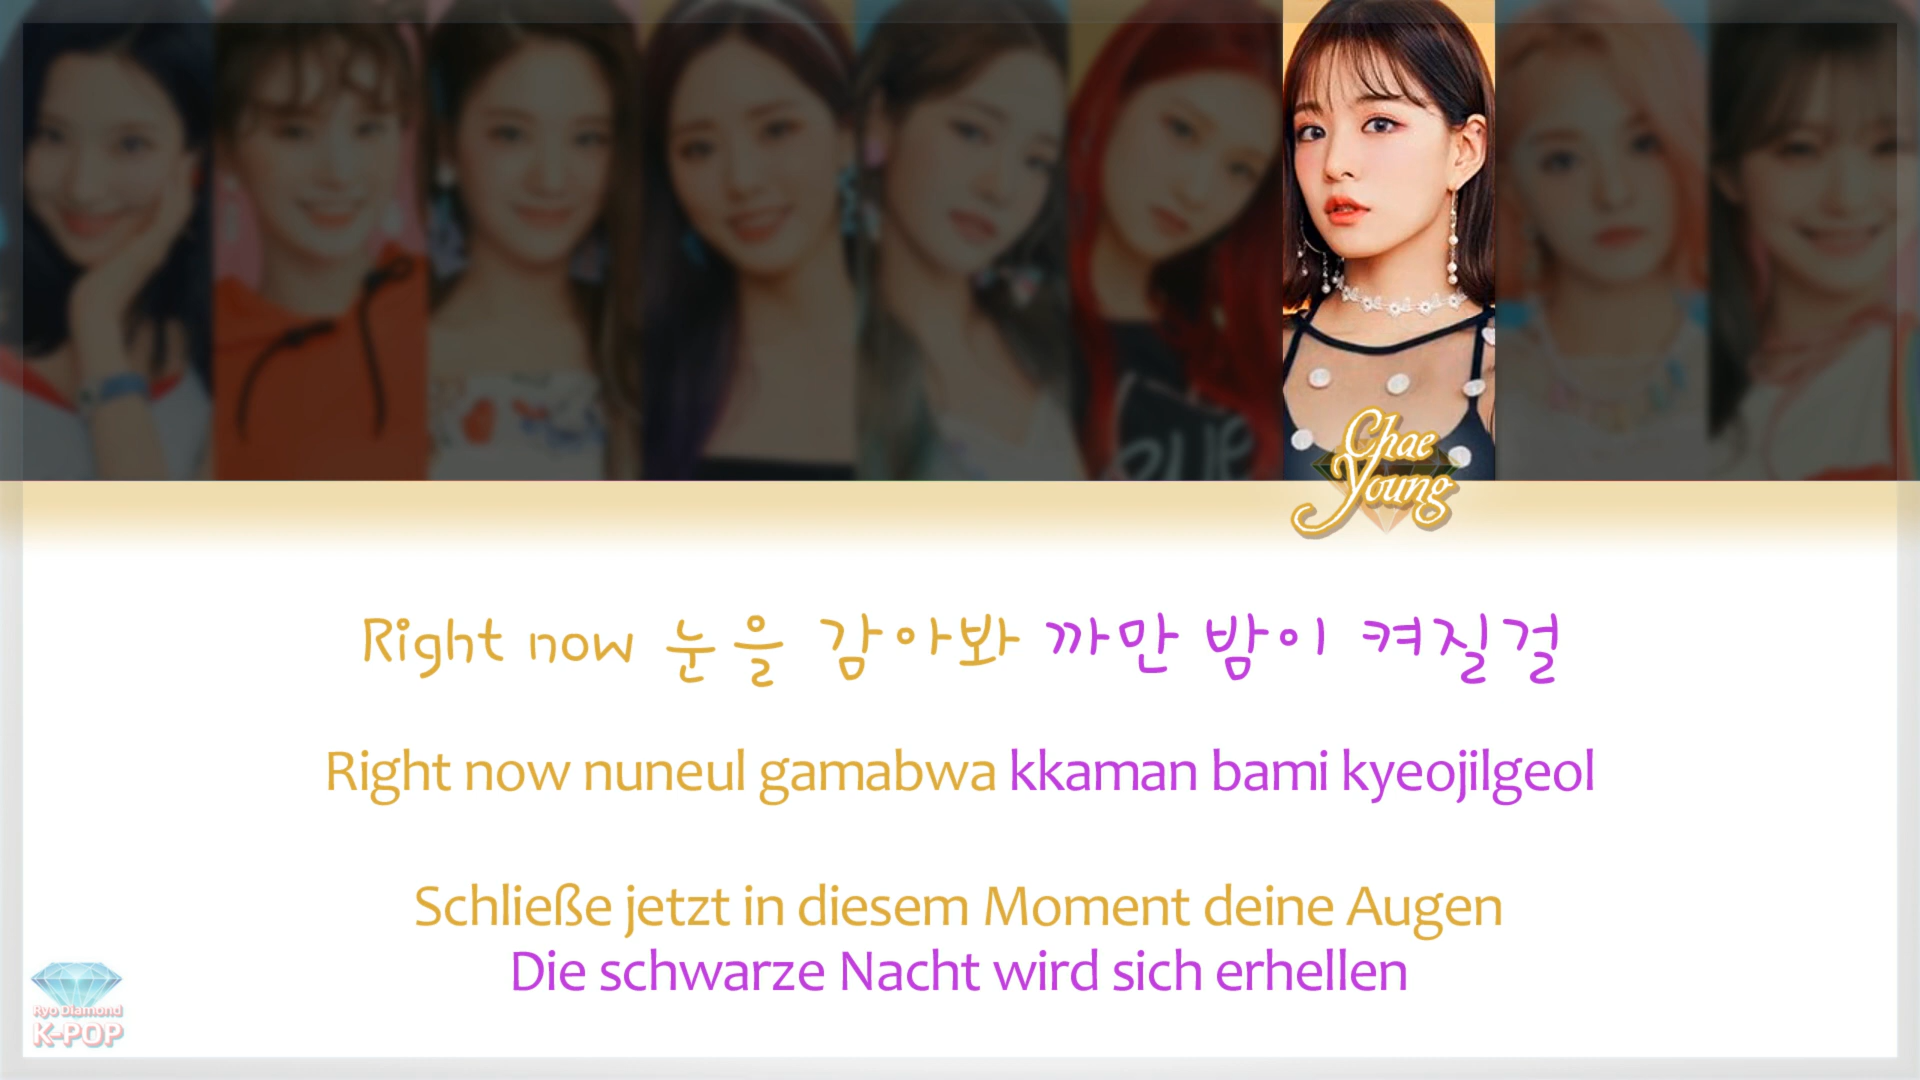 Chae
Young
Right now 눈을 감아봐 까만 밤이 켜질걸
Right now nuneul gamabwa kkaman bami kyeojilgeol
Schließe jetzt in diesem Moment deine Augen
Die schwarze Nacht wird sich erhellen
Ryo Diamond
K-POP